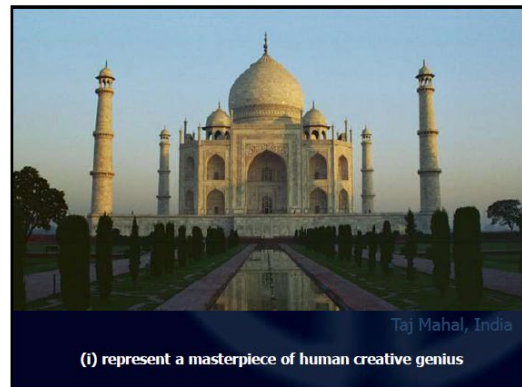 Taj Mahal, India
(i) represent a masterpiece of human creative genius